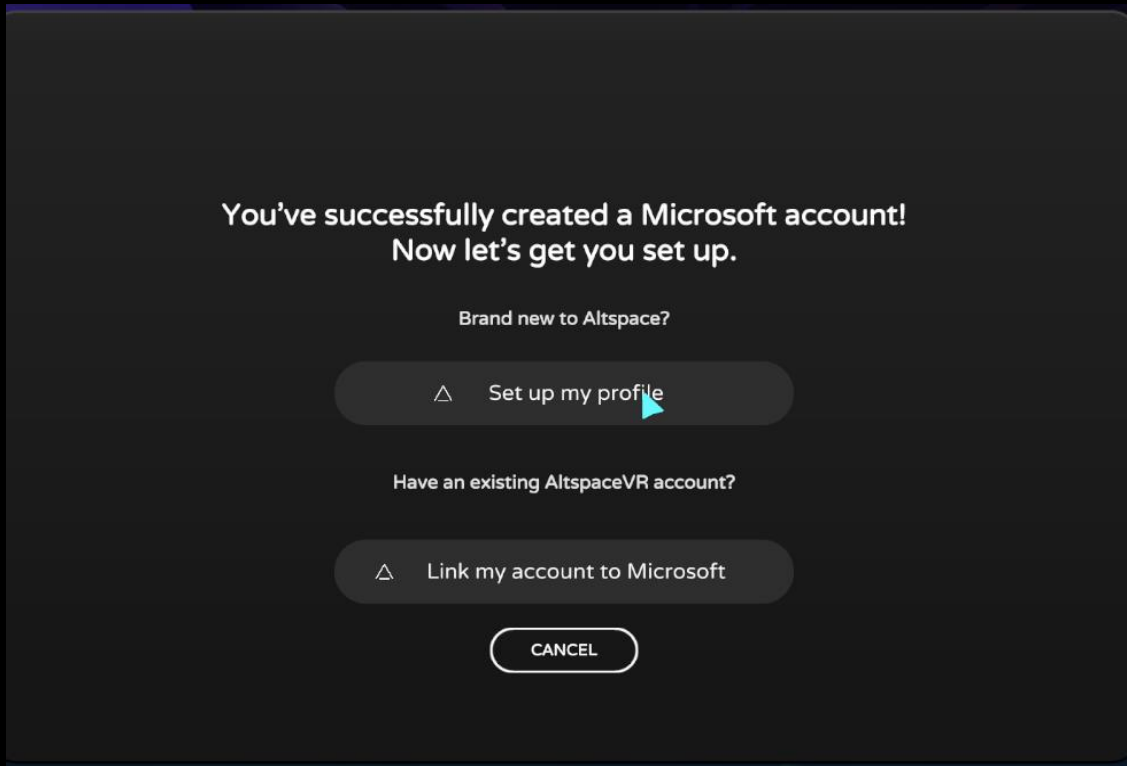 You've successfully created a Microsoft account!
Now let's get you set up.
Brand new to Altspace?
Set up my profile
Have an existing AltspaceVR account?
Link my account to Microsoft
CANCEL